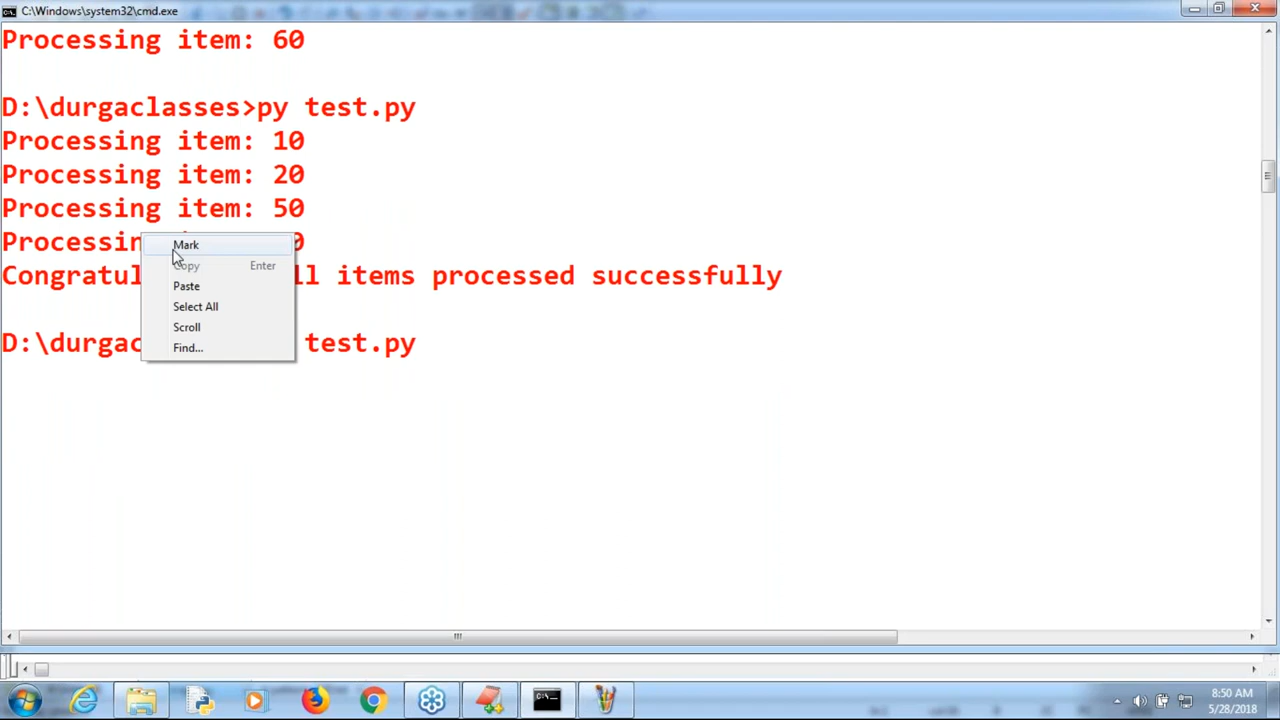 C:\Windows\system32\cmd.exe
Processing item: 60
D:\durgaclasses>py test.py
Processing item: 10
Processing item: 20
Processing item: 50
Processin 0
Congratul ll items processed successfully
D:\durgac test.py
Mark
Copy Enter
Paste
Select All
Scroll
Find...
C:\.
8:50 AM
5/28/2018